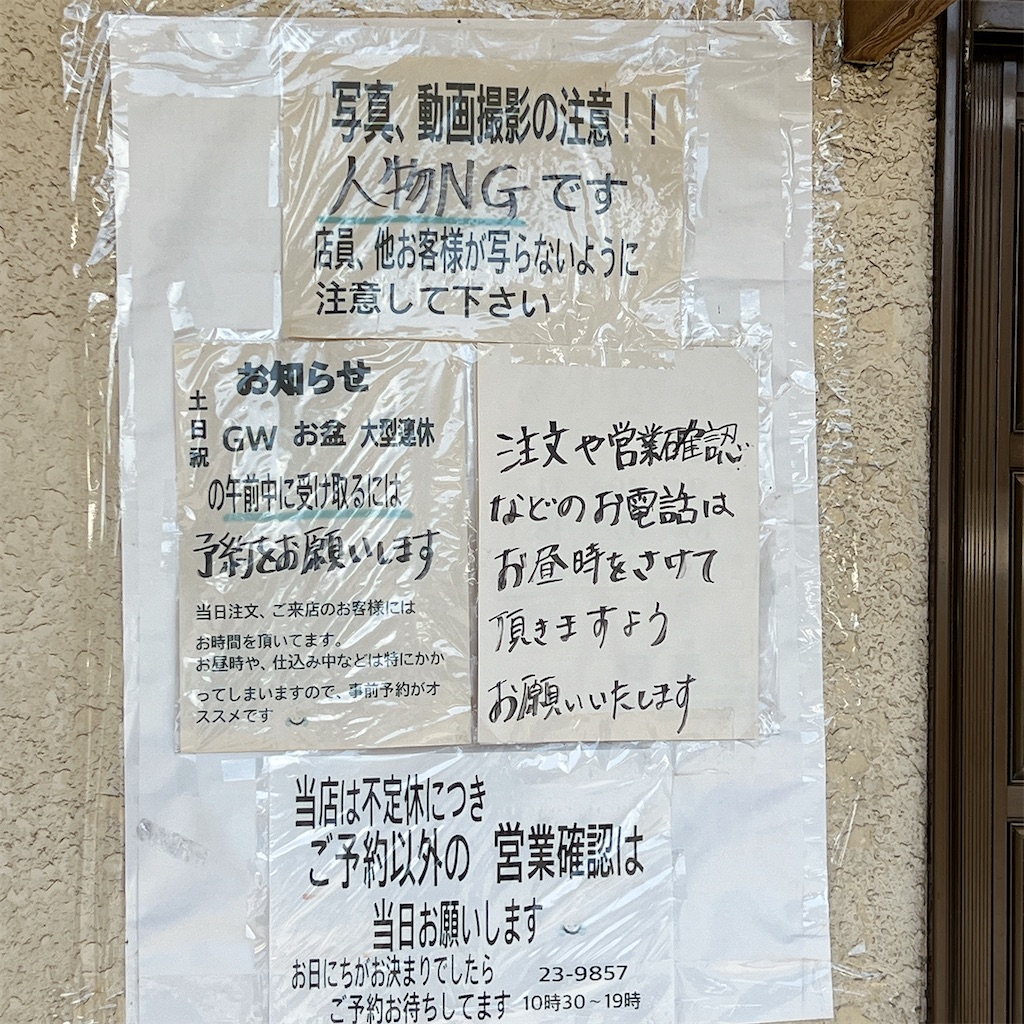 写真、動画撮影の注意！！
人物NGです
店員、他お客様が写らないように
注意して下さい
お知らせ
土日祝
GW お盆 大型連休
の午前中に受け取るには
予約をお願いします
当日注文、ご来店のお客様には
お時間を頂いてます。
お昼時や、仕込み中などは特にかか
ってしまいますので、事前予約がオ
ススメです
注文や営業確認
などのお電話は
お昼時をさけて
頂きますよう
お願いいたします
当店は不定休につき
ご予約以外の 営業確認は
当日お願いします
お日にちがお決まりでしたら 23-9857
ご予約お待ちしてます 10時30～19時